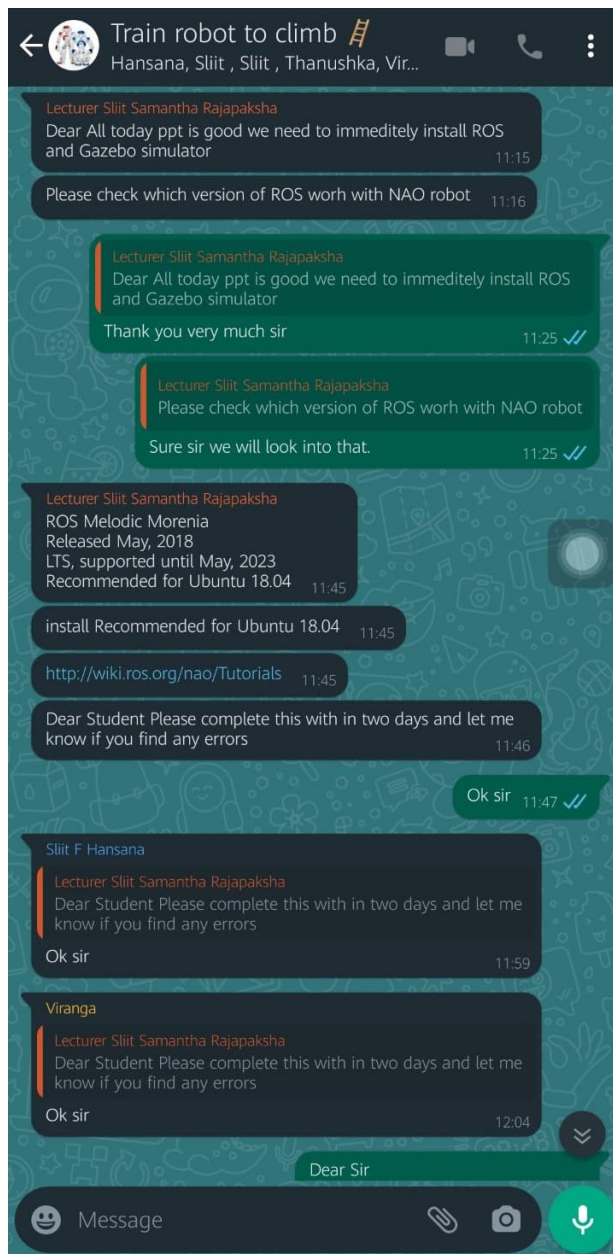 Train robot to climb
Hansana, Sliit , Sliit , Thanushka, Vir...
Lecturer Sliit Samantha Rajapaksha
Dear All today ppt is good we need to immeditely install ROS
and Gazebo simulator
11:15
Please check which version of ROS worh with NAO robot 11:16
Lecturer Sliit Samantha Rajapaksha
Dear All today ppt is good we need to immeditely install ROS
and Gazebo simulator
Thank you very much sir
11:25
Lecturer Sliit Samantha Rajapaksha
Please check which version of ROS worh with NAO robot
Sure sir we will look into that.
11:25
Lecturer Sliit Samantha Rajapaksha
ROS Melodic Morenia
Released May, 2018
LTS, supported until May, 2023
Recommended for Ubuntu 18.04 11:45
install Recommended for Ubuntu 18.04 11:45
http://wiki.ros.org/nao/Tutorials 11:45
Dear Student Please complete this with in two days and let me
know if you find any errors
11:46
Ok sir 11:47
Sliit F Hansana
Lecturer Sliit Samantha Rajapaksha
Dear Student Please complete this with in two days and let me
know if you find any errors
Ok sir
11:59
Viranga
Lecturer Sliit Samantha Rajapaksha
Dear Student Please complete this with in two days and let me
know if you find any errors
Ok sir
12:04
Dear Sir
Message